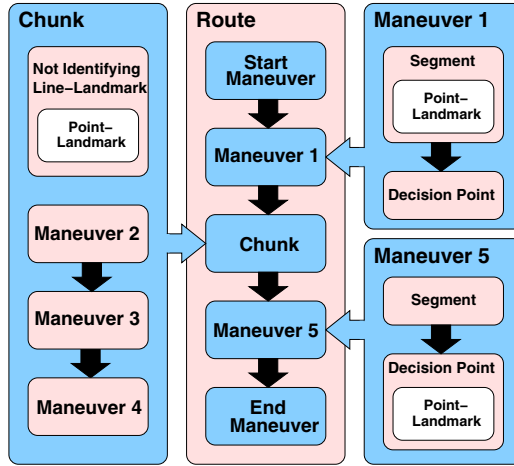 Chunk
Not Identifying
Line-Landmark
Point-
Landmark
Maneuver 2
Maneuver 3
Maneuver 4
Route
Start
Maneuver
Maneuver 1
Chunk
Maneuver 5
End
Maneuver
Maneuver 1
Segment
Point-
Landmark
Decision Point
Maneuver 5
Segment
Decision Point
Point-
Landmark